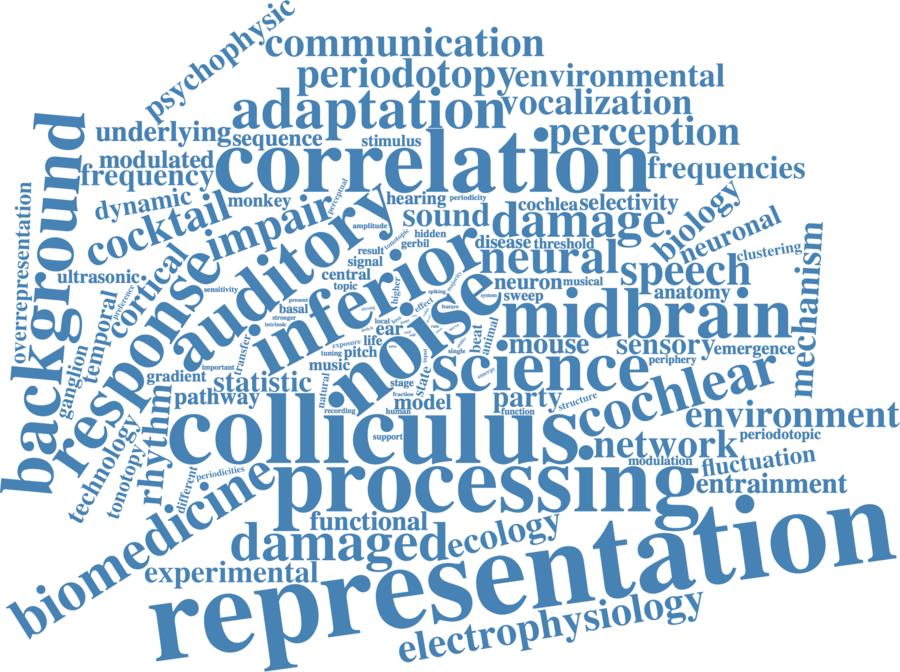 psychophysic
communication
periodotopy
environmental
adaptation
vocalization
underlying
sequence
stimulus
perception
modulated
frequency
correlation
frequencies
background
overrepresentation
dynamic
cocktail
monkey
impair
perceptual
hearing
periodicity
cochlea
selectivity
amplitude
auditory
sound
damage
biology
neuronal
hidden
gerbil
tonotopic
result
signal
disease
threshold
clustering
ultrasonic
cortical
response
sensitivity
central
topic
inferior
neural
speech
mechanism
neuron
musical
anatomy
temporal
preference
present
basal
stronger
intrinsic
higher
effect
spiking
majority
system
sweep
feature
midbrain
local
ear
noise
beat
animal
mouse
sensory
emergence
periphery
transfer
exposure
life
tuning
pitch
music
important
ganglion
gradient
statistic
pathway
natural
stage
state
input
single
emerge
science
fraction
model
recording
human
party
function
structure
cochlear
environment
rhythm
technology
tonotopy
colliculus
support
network
periodotopic
modulation
fluctuation
entrainment
different
periodicities
biomedicine
processing
functional
damaged
ecology
experimental
representation
electrophysiology